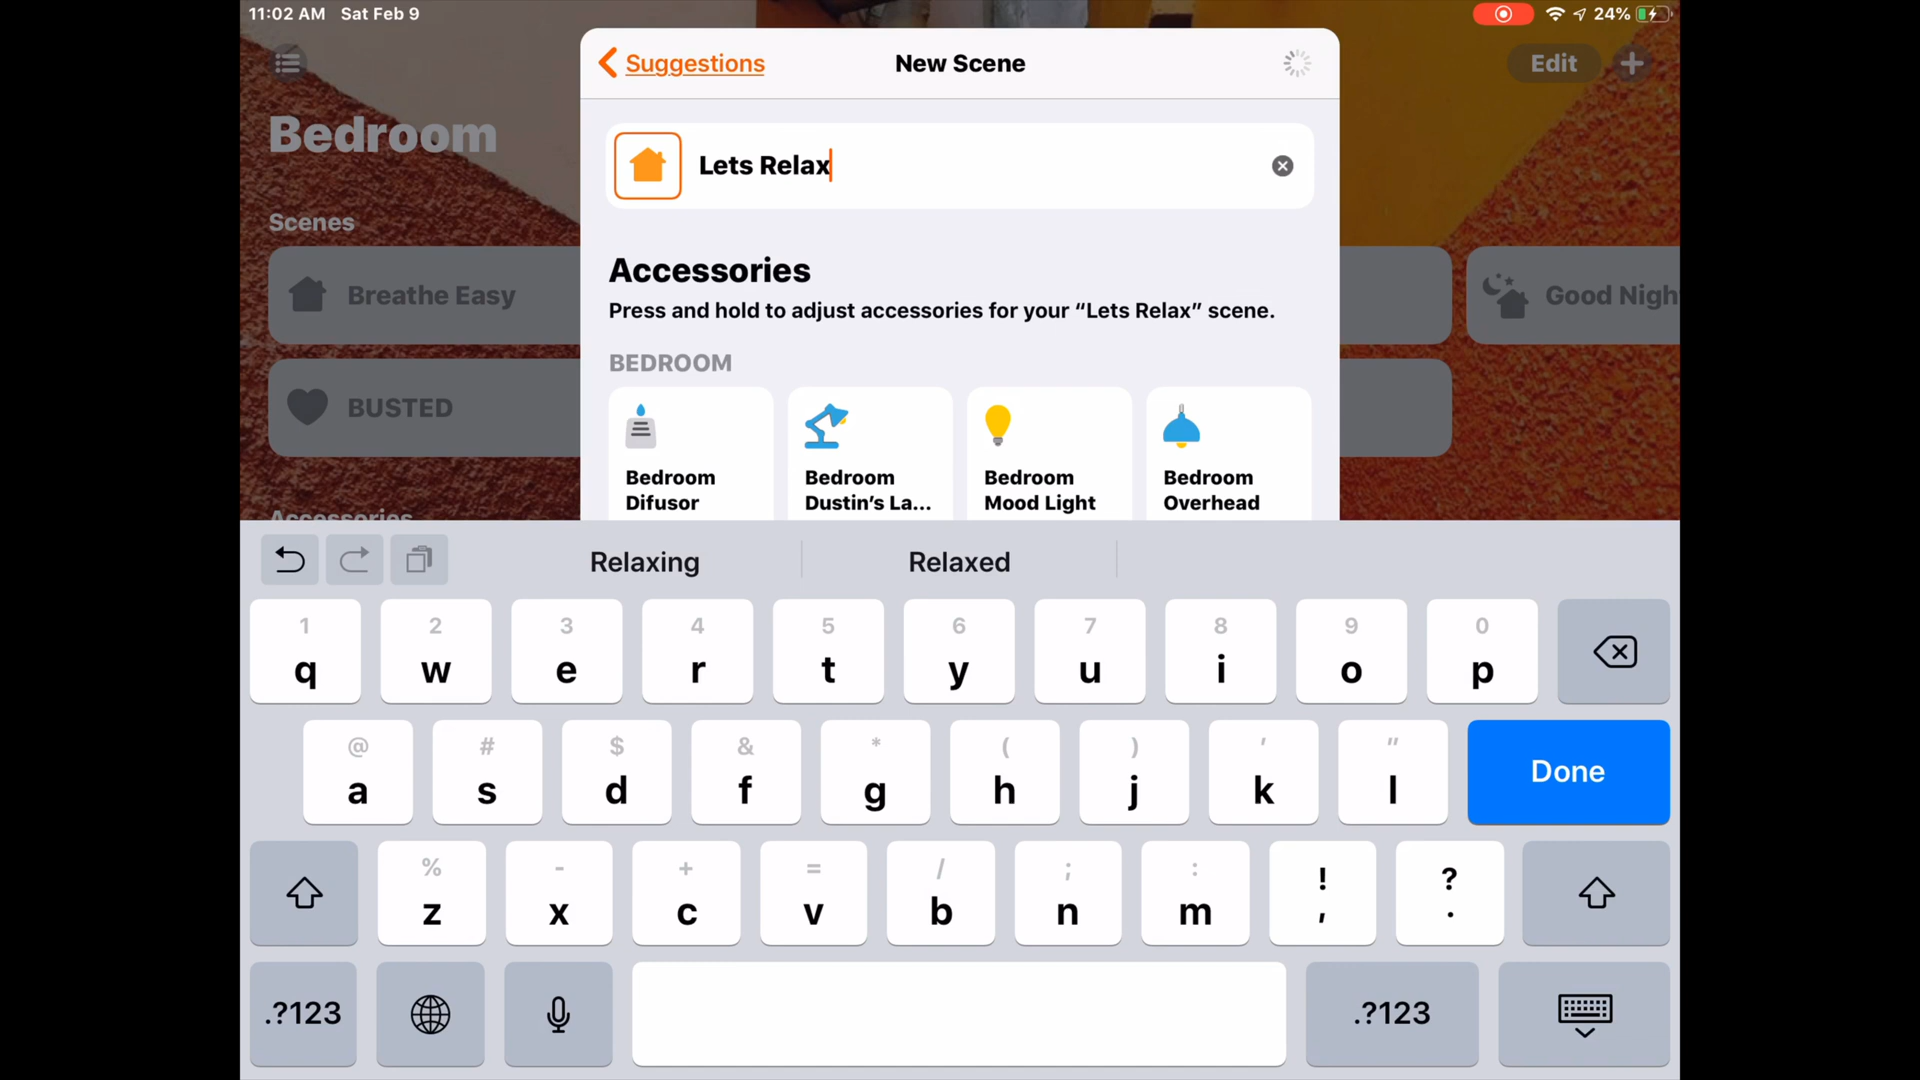 11:02 AM Sat Feb 9
24%
Suggestions
New Scene
Edit
Bedroom
Lets Relax
Scenes
Accessories
Press and hold to adjust accessories for your “Lets Relax” scene.
Breathe Easy
Good Nigh
BEDROOM
BUSTED
Bedroom
Difusor
Bedroom
Dustin’s La...
Bedroom
Mood Light
Bedroom
Overhead
Accessories
Relaxing
Relaxed
1 2 3 4 5 6 7 8 9 0
q w e r t y u i o p
@ # $ & * ( ) ' "
a s d f g h j k l
Done
% - + = / ; : ! ?
z x c v b n m , .
.?123
.?123